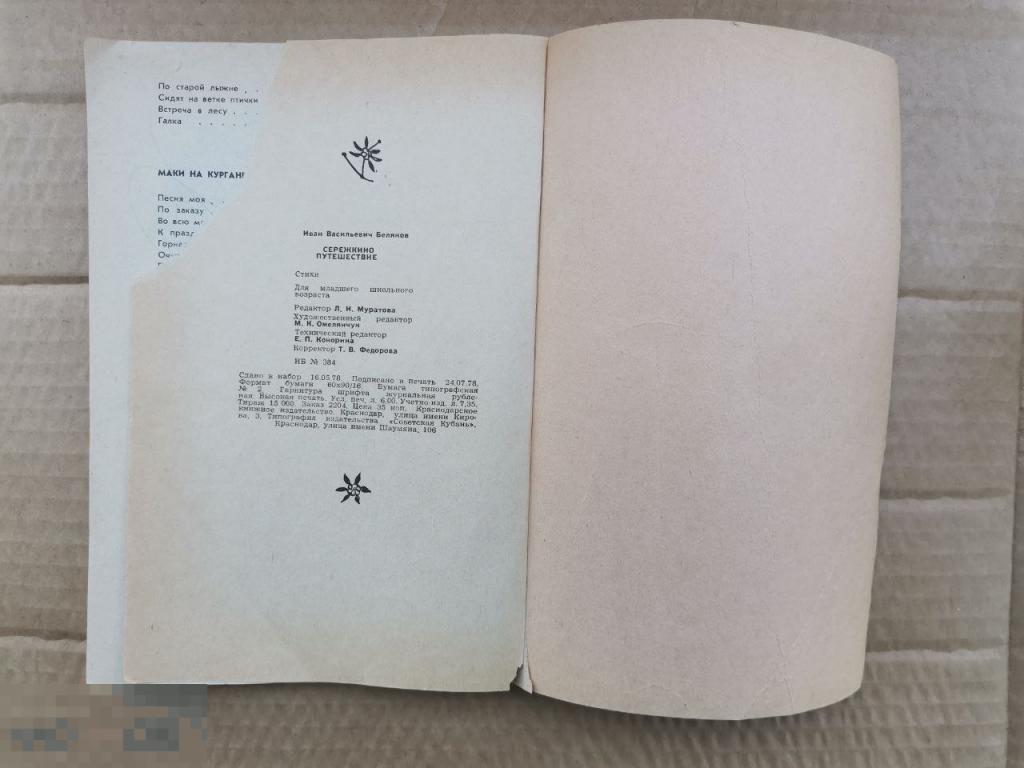 По старой лыжне . .
Сидят на ветке птички
Встреча в лесу . . .
Галка . . . . .
МАКИ НА КУРГАН
Песня моя . .
По заказу .
Во всю
К празд
Иван Васильевич Беляков
СЕРЕЖКИНО
ПУТЕШЕСТВИЕ
Стихи
Для младшего школьного
возраста
Редактор Л. И. Муратова
Художественный редактор
М. К. Омелянчук
Технический редактор
Е. П. Конорина
Корректор Т. В. Федорова
ИБ № 384
Сдано в набор 16.05.78. Подписано в печать 24.07.78.
Формат бумаги 60х90/16. Бумага типографская
№ 2. Гарнитура шрифта журнальная рубле-
ная. Высокая печать. Усл. печ. л. 6,00. Учетно-изд. л. 7,35.
Тираж 15 000. Заказ 2204. Цена 35 коп. Краснодарское
книжное издательство. Краснодар, улица имени Киро-
ва, 3. Типография издательства «Советская Кубань».
Краснодар, улица имени Шаумяна, 106